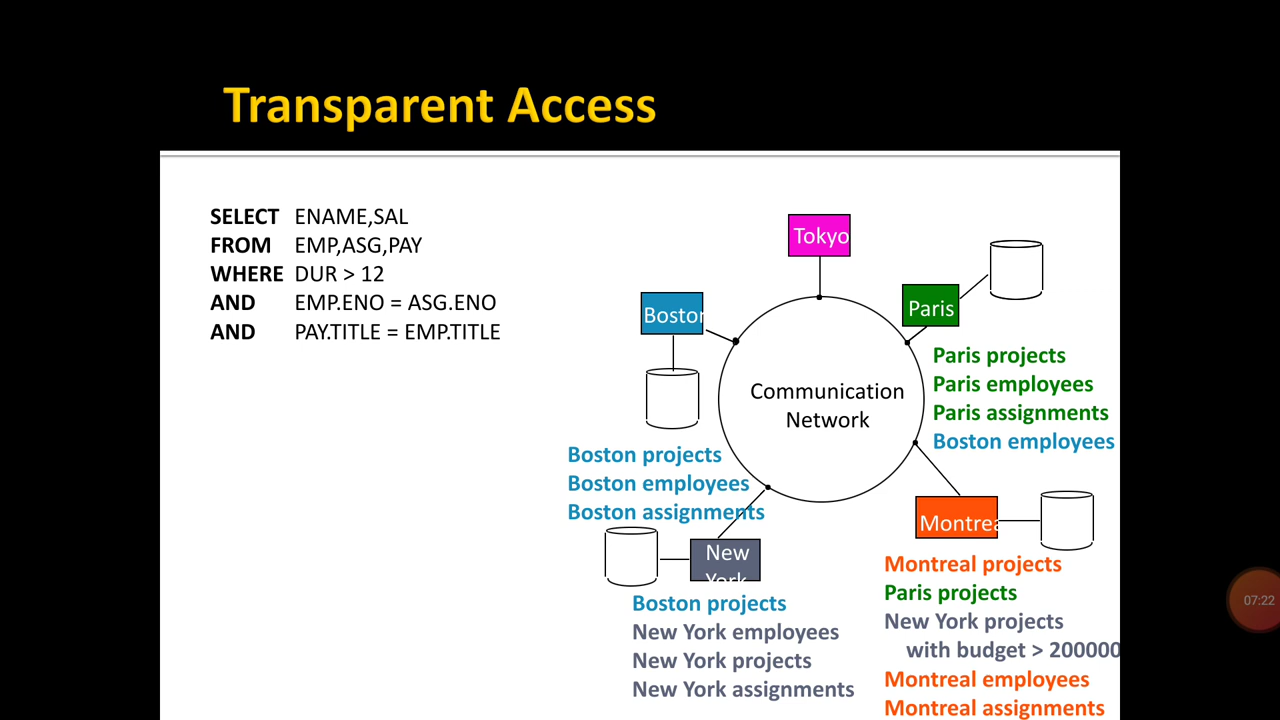 Transparent Access
SELECT ENAME,SAL
FROM EMP,ASG,PAY
WHERE DUR > 12
AND EMP.ENO = ASG.ENO
AND PAY.TITLE = EMP.TITLE
Tokyo
Boston
Paris
Communication
Network
Paris projects
Paris employees
Paris assignments
Boston employees
Boston projects
Boston employees
Boston assignments
Montrea
New
York
Boston projects
New York employees
New York projects
New York assignments
Montreal projects
Paris projects
New York projects
with budget > 200000
Montreal employees
Montreal assignments
07:22